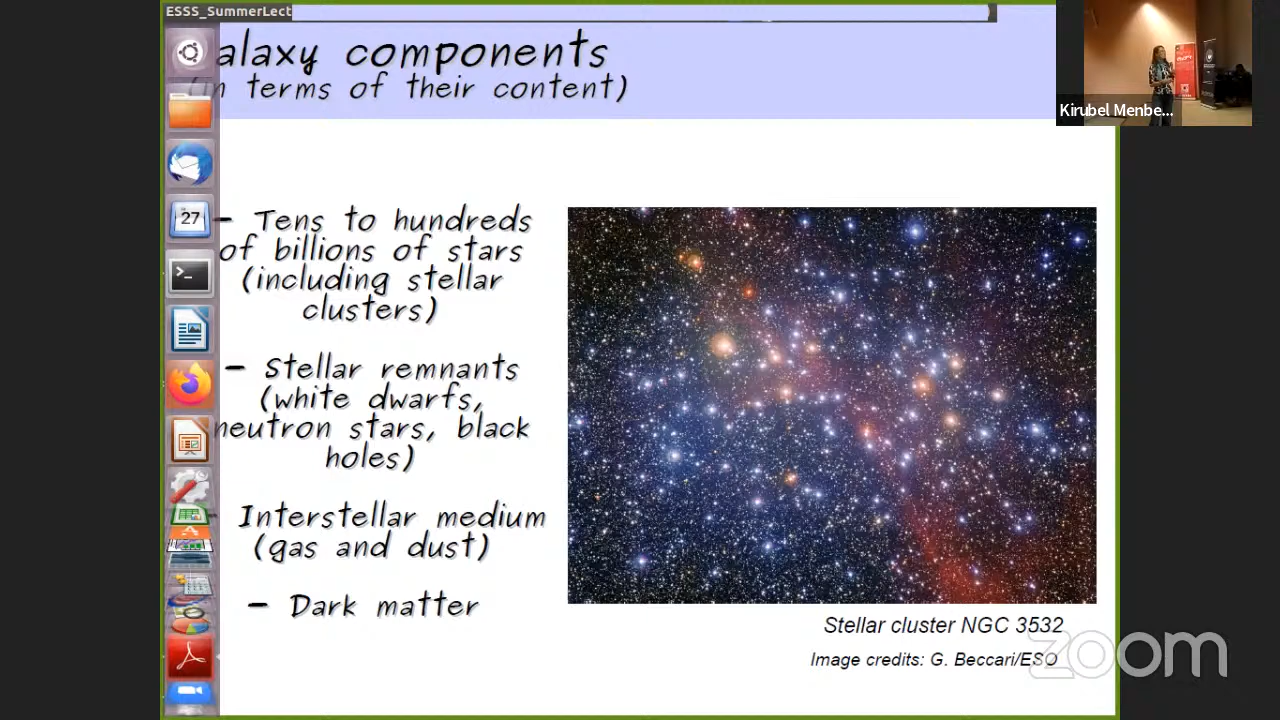 ESSS_SummerLect
alaxy components
(in terms of their content)
Kirubel Menbe...
27
– Tens to hundreds
of billions of stars
(including stellar
clusters)
– Stellar remnants
(white dwarfs,
neutron stars, black
holes)
– Interstellar medium
(gas and dust)
– Dark matter
Stellar cluster NGC 3532
Image credits: G. Beccari/ESO
zoom